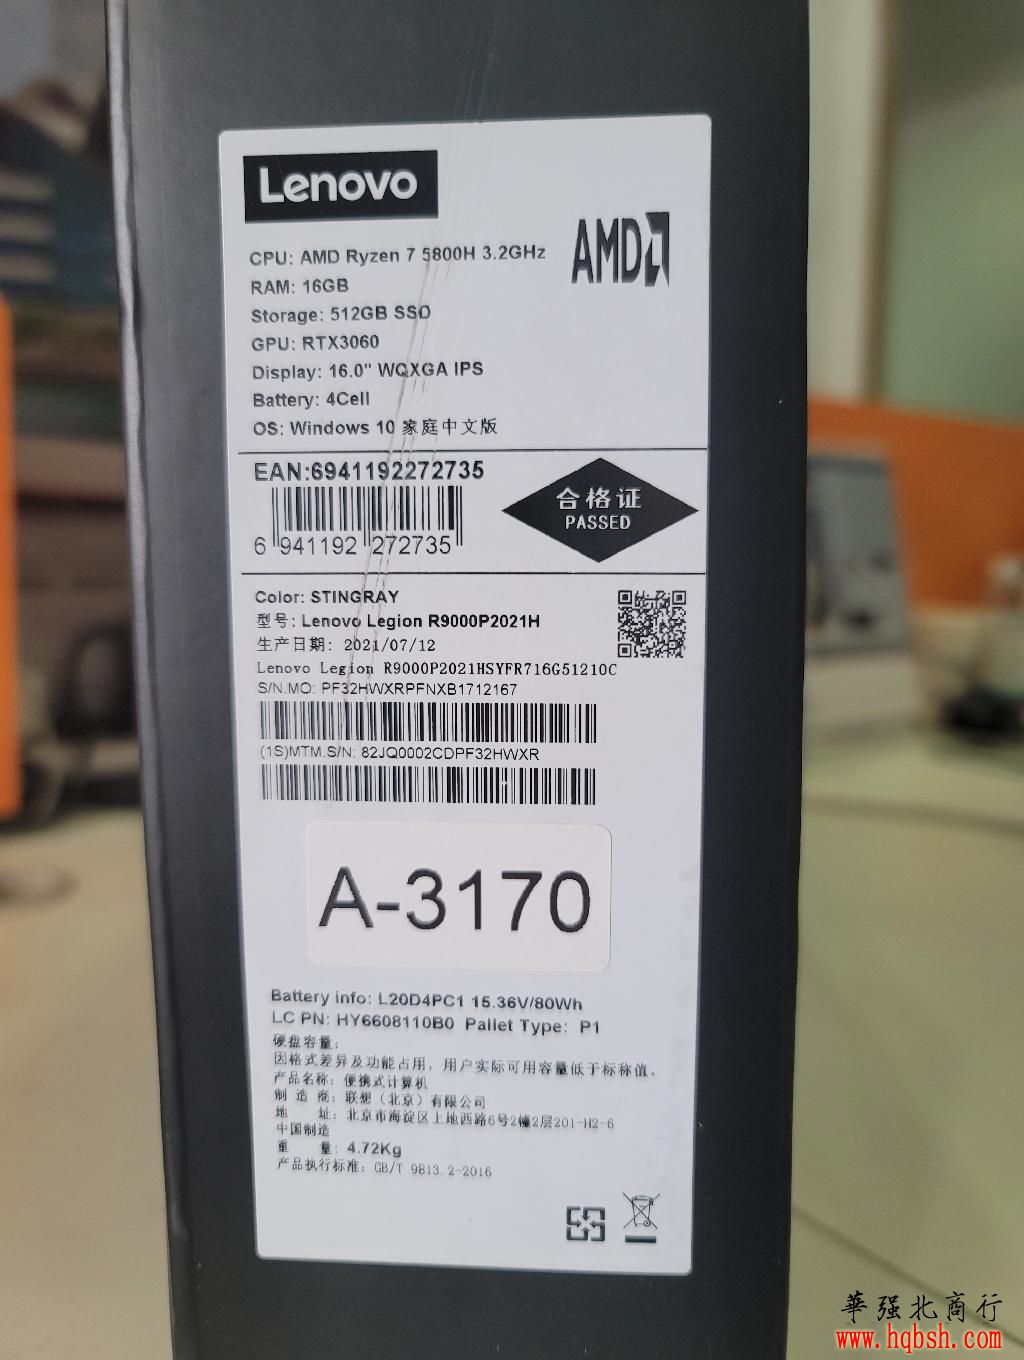 Lenovo
CPU: AMD Ryzen 7 5800H 3.2GHz
AMD
RAM: 16GB
Storage: 512GB SSD
GPU: RTX3060
Display: 16.0" WQXGA IPS
Battery: 4Cell
OS: Windows 10 家庭中文版
EAN:6941192272735
合格证
PASSED
6 941192 272735
Color: STINGRAY
型号: Lenovo Legion R9000P2021H
生产日期: 2021/07/12
Lenovo Legion R9000P2021HSYFR716G51210C
S/N.MO: PF32HWXRPFNXB1712167
(1S)MTM.S/N: 82JQ0002CDPF32HWXR
A-3170
Battery info: L20D4PC1 15.36V/80Wh
LC PN: HY6608110B0 Pallet Type: P1
硬盘容量:
因格式差异及功能占用，用户实际可用容量低于标称值。
产品名称: 便携式计算机
制 造 商: 联想（北京）有限公司
地 址: 北京市海淀区上地西路6号2幢2层201-H2-6
中国制造
重 量: 4.72Kg
产品执行标准: GB/T 9813.2-2016
華强北商行
www.hqbsh.com